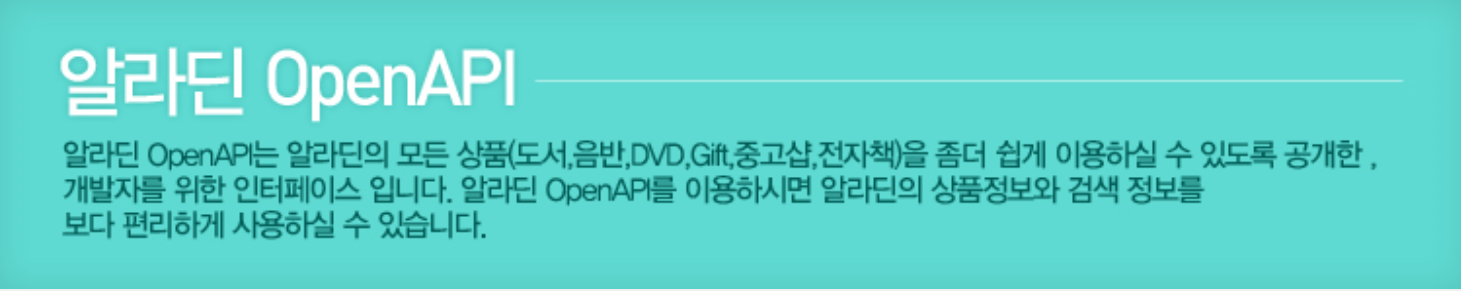 알라딘 OpenAPI
알라딘 OpenAPI는 알라딘의 모든 상품(도서,음반,DVD,Gift,중고샵,전자책)을 좀더 쉽게 이용하실 수 있도록 공개한 ,
개발자를 위한 인터페이스 입니다. 알라딘 OpenAPI를 이용하시면 알라딘의 상품정보와 검색 정보를
보다 편리하게 사용하실 수 있습니다.